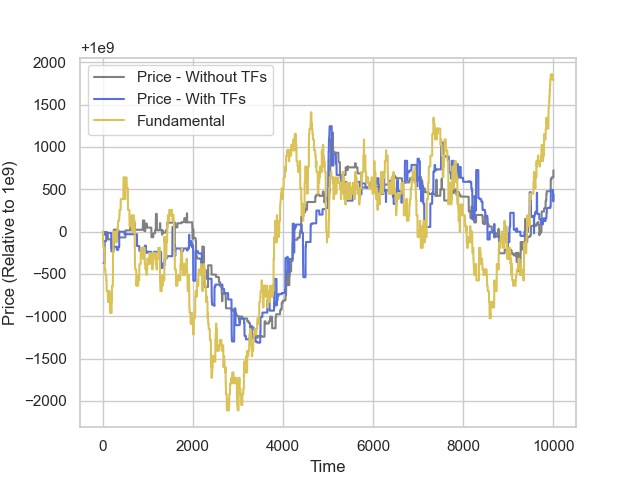 +1e9
2000
1500
1000
500
0
−500
−1000
−1500
−2000
Price (Relative to 1e9)
Price - Without TFs
Price - With TFs
Fundamental
0
2000
4000
6000
8000
10000
Time